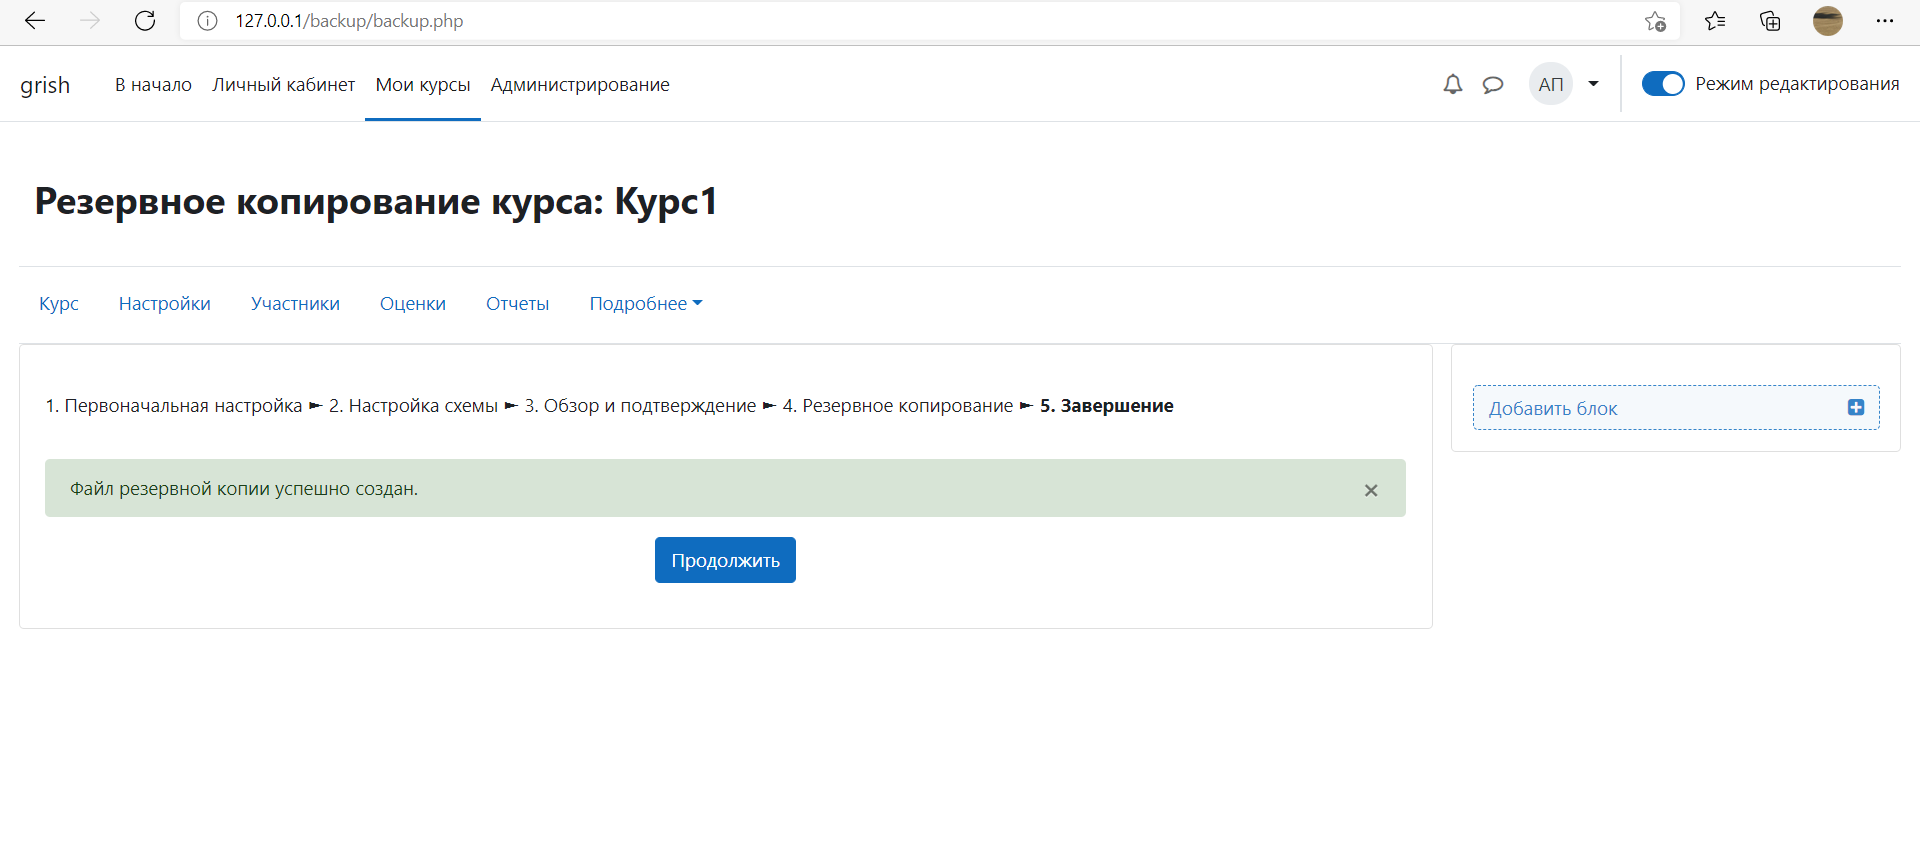 127.0.0.1/backup/backup.php
grish В начало Личный кабинет Мои курсы Администрирование АП Режим редактирования
Резервное копирование курса: Курс1
Курс Настройки Участники Оценки Отчеты Подробнее
1. Первоначальная настройка ► 2. Настройка схемы ► 3. Обзор и подтверждение ► 4. Резервное копирование ► 5. Завершение
Добавить блок
Файл резервной копии успешно создан. ×
Продолжить